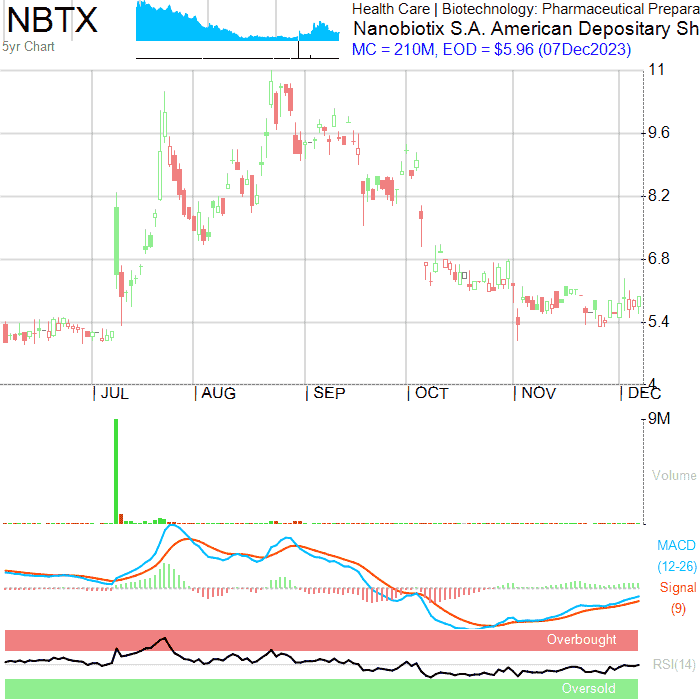 NBTX
5yr Chart
Health Care | Biotechnology: Pharmaceutical Prepara
Nanobiotix S.A. American Depositary Sh
MC = 210M, EOD = $5.96 (07Dec2023)
11
9.6
8.2
6.8
5.4
4
JUL AUG SEP OCT NOV DEC
9M
Volume
MACD
(12-26)
Signal
(9)
Overbought
RSI(14)
Oversold